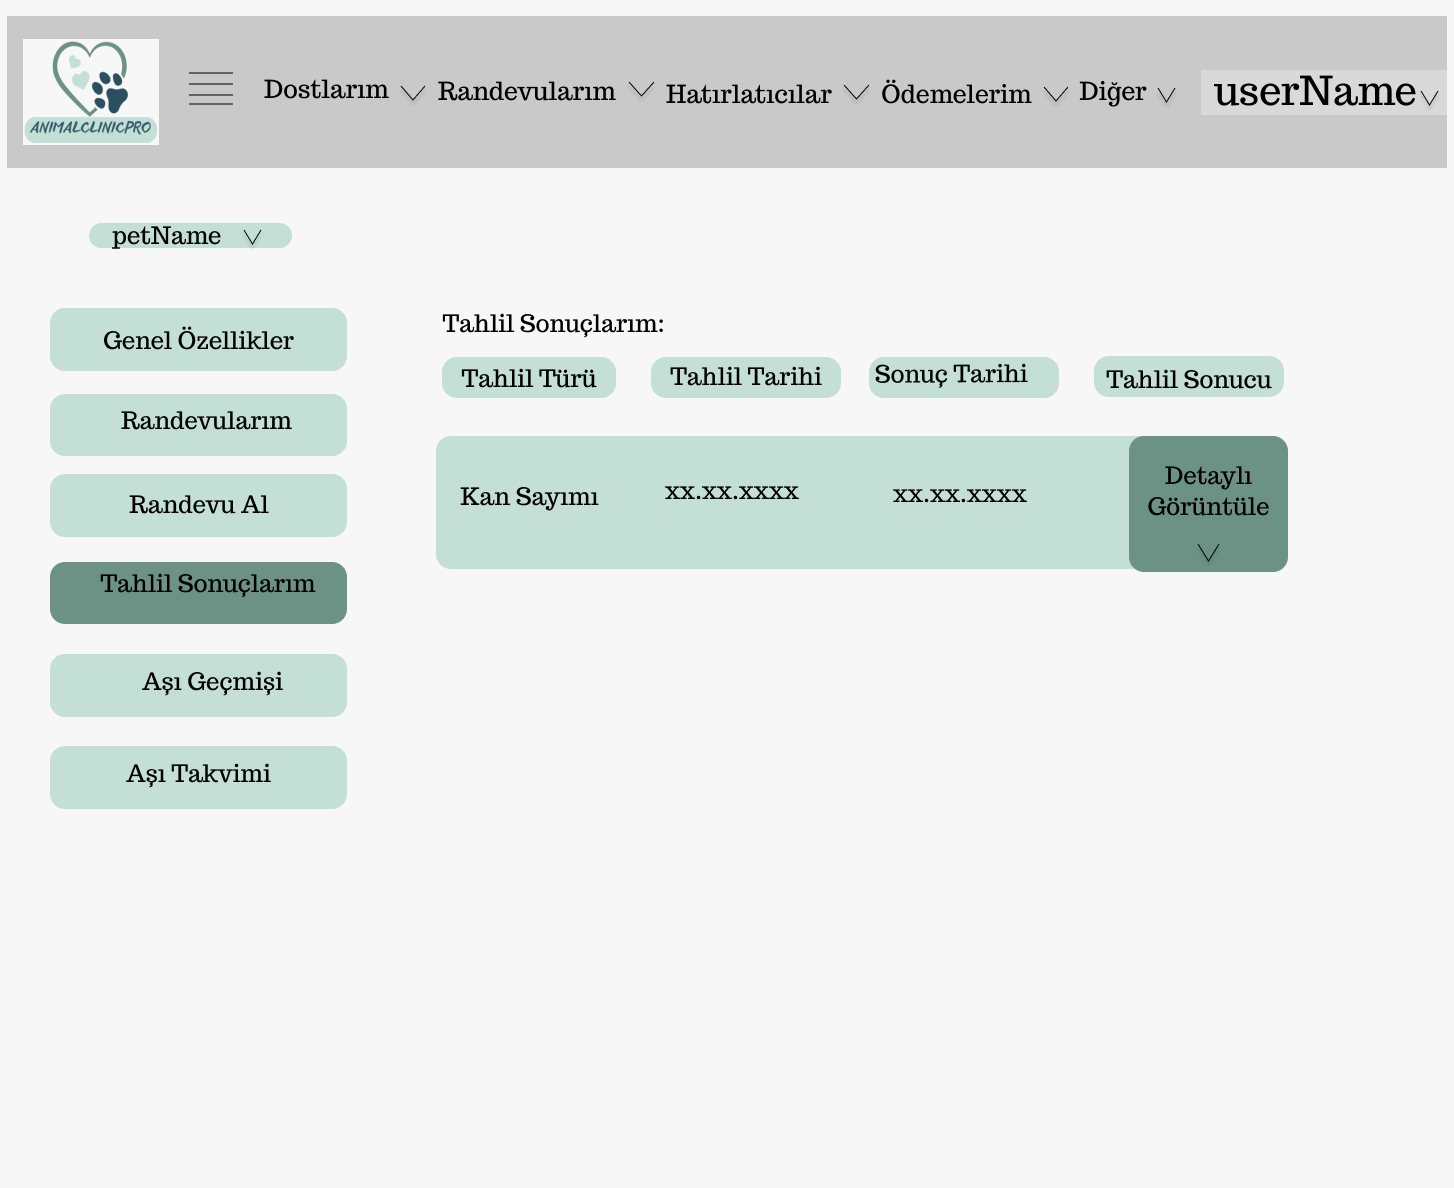 ANIMALCLINICPRO
Dostlarım Randevularım Hatırlatıcılar Ödemelerim Diğer userName
petName
Genel Özellikler
Randevularım
Randevu Al
Tahlil Sonuçlarım
Aşı Geçmişi
Aşı Takvimi
Tahlil Sonuçlarım:
Tahlil Türü Tahlil Tarihi Sonuç Tarihi Tahlil Sonucu
Kan Sayımı xx.xx.xxxx xx.xx.xxxx
Detaylı
Görüntüle